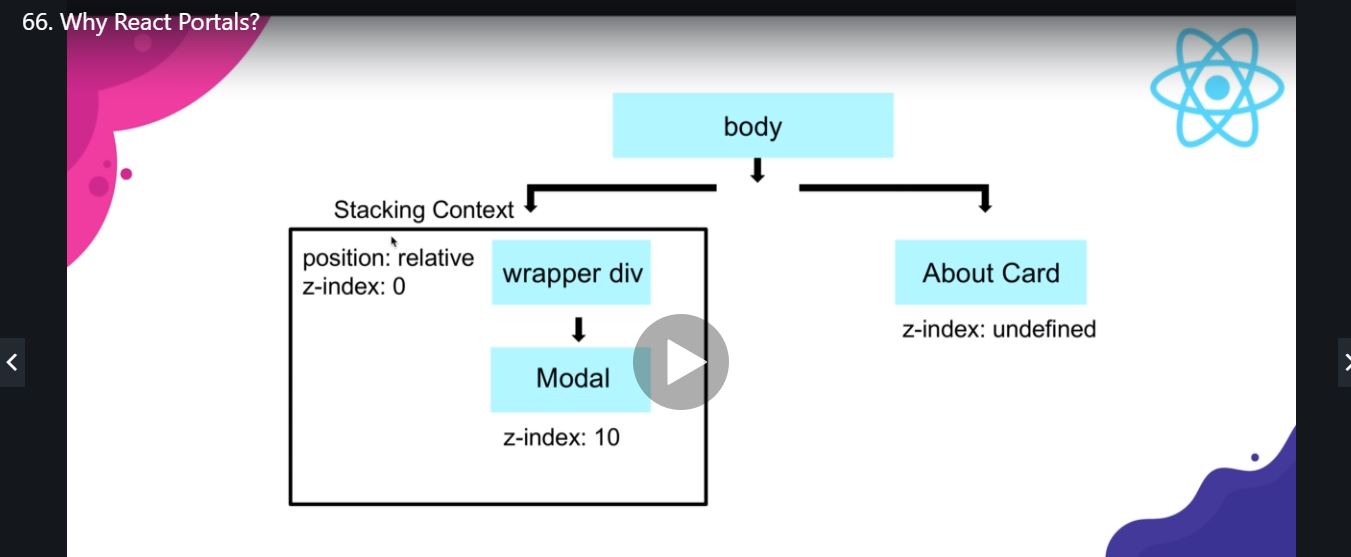 66. Why React Portals?
body
Stacking Context
position: relative
z-index: 0
wrapper div
Modal
z-index: 10
About Card
z-index: undefined